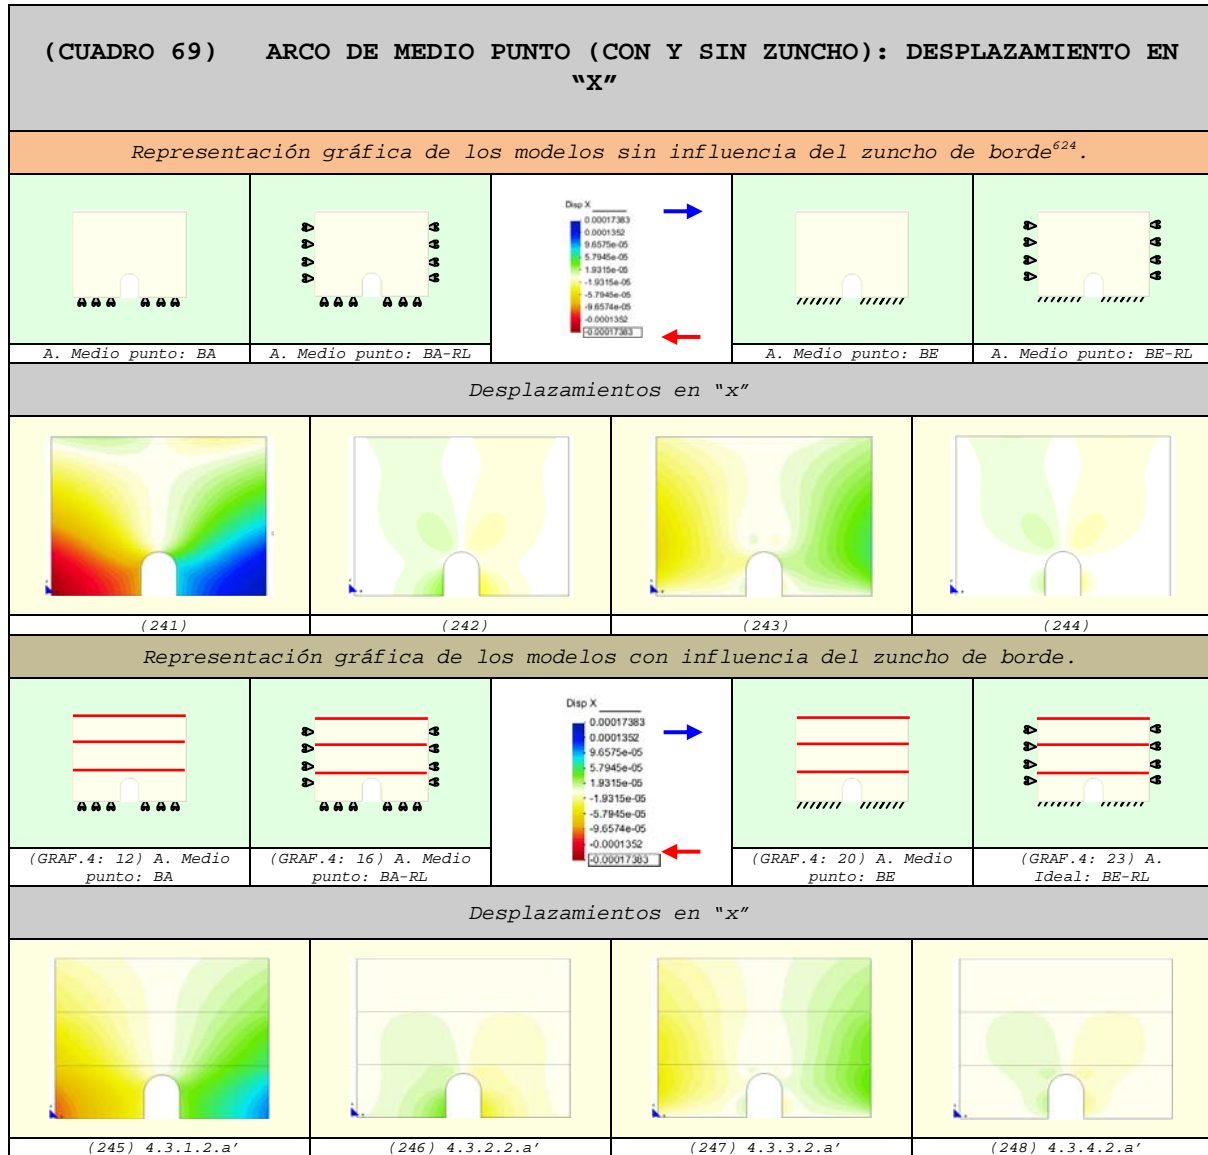 (CUADRO 69) ARCO DE MEDIO PUNTO (CON Y SIN ZUNCHO): DESPLAZAMIENTO EN
“X”
Representación gráfica de los modelos sin influencia del zuncho de borde624.
Disp X
0.00017383
0.0001352
9.6575e-05
5.7945e-05
1.9315e-05
-1.9315e-05
-5.7945e-05
-9.6574e-05
-0.0001352
-0.00017383
A. Medio punto: BA
A. Medio punto: BA-RL
A. Medio punto: BE
A. Medio punto: BE-RL
Desplazamientos en “x”
(241)
(242)
(243)
(244)
Representación gráfica de los modelos con influencia del zuncho de borde.
Disp X
0.00017383
0.0001352
9.6575e-05
5.7945e-05
1.9315e-05
-1.9315e-05
-5.7945e-05
-9.6574e-05
-0.0001352
-0.00017383
(GRAF.4: 12) A. Medio
punto: BA
(GRAF.4: 16) A. Medio
punto: BA-RL
(GRAF.4: 20) A. Medio
punto: BE
(GRAF.4: 23) A.
Ideal: BE-RL
Desplazamientos en “x”
(245) 4.3.1.2.a’
(246) 4.3.2.2.a’
(247) 4.3.3.2.a’
(248) 4.3.4.2.a’